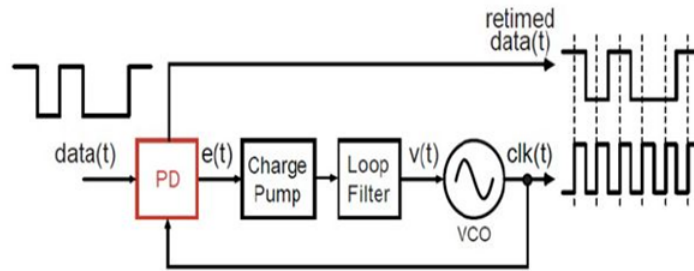 retimed
data(t)
data(t)
PD
e(t)
Charge
Pump
Loop
Filter
v(t)
VCO
clk(t)